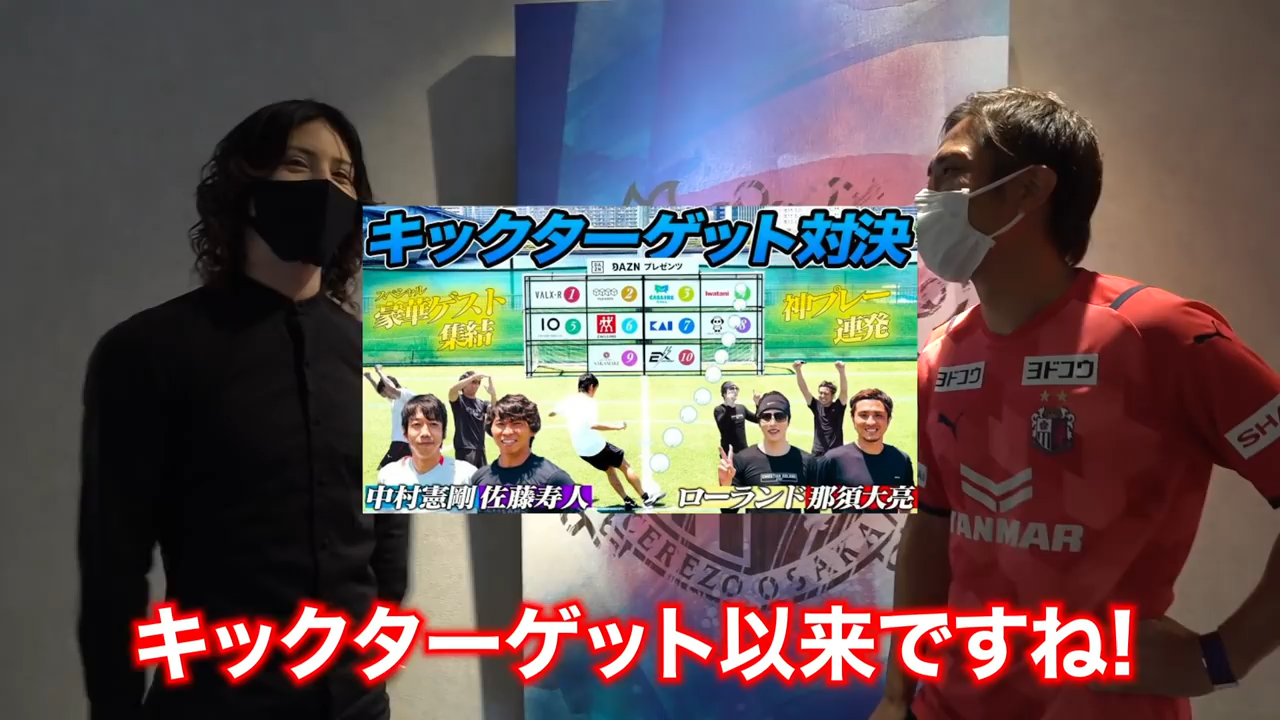 キックターゲット対決
DAZN
DAZN プレゼンツ
スペシャル
豪華ゲスト
集結
神プレー
連発
VALX-R 1
2
3
Iwatani
IO 5
6
KAI 7
8
9
10
中村憲剛 佐藤寿人
ローランド 那須大亮
ヨドコウ
ヨドコウ
SH
YANMAR
CEREZO OSAKA
キックターゲット以来ですね!